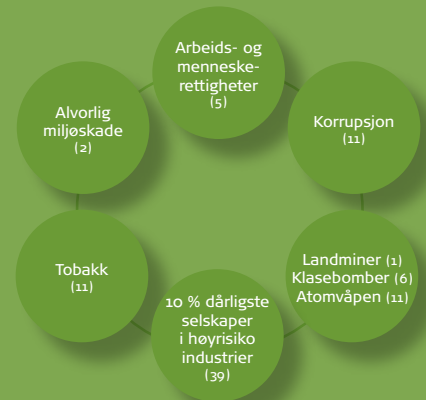 Arbeids- og
menneske-
rettigheter
(5)
Alvorlig
miljøskade
(2)
Korrupsjon
(11)
Tobakk
(11)
Landminer (1)
Klasebomber (6)
Atomvåpen (11)
10 % dårligste
selskaper
i høyrisiko
industrier
(39)